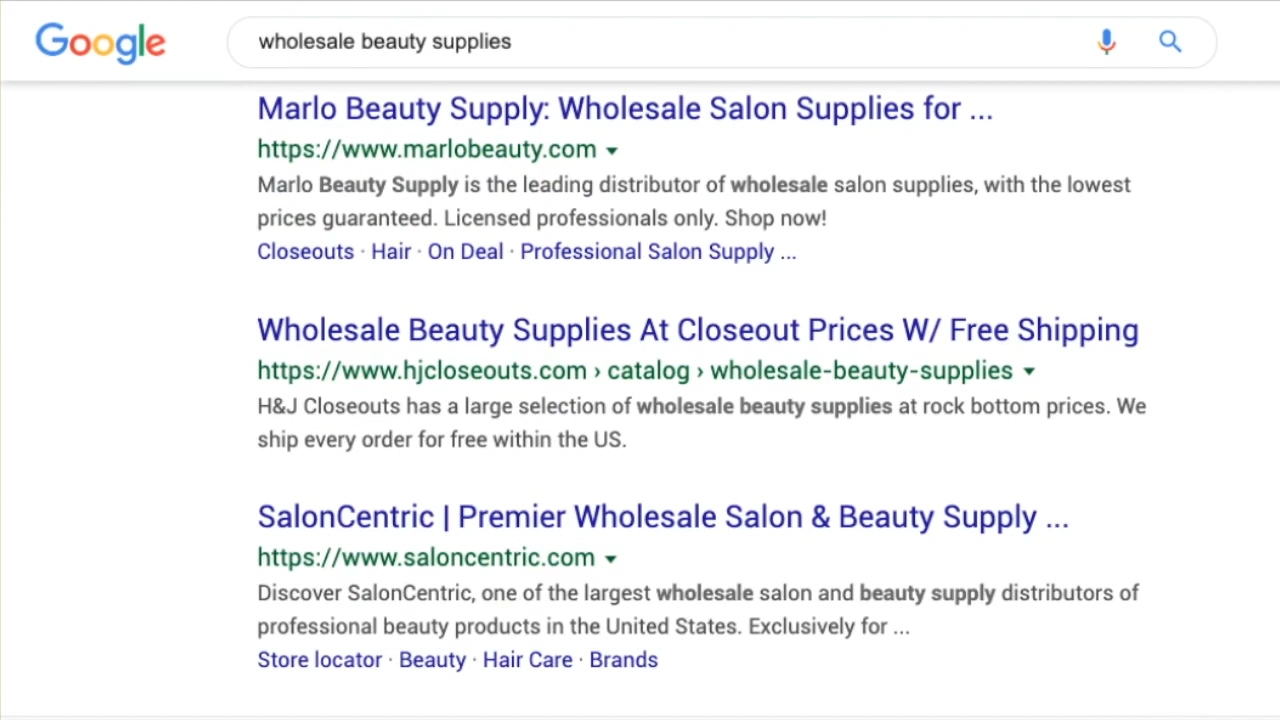 Google
wholesale beauty supplies
Marlo Beauty Supply: Wholesale Salon Supplies for ...
https://www.marlobeauty.com
Marlo Beauty Supply is the leading distributor of wholesale salon supplies, with the lowest
prices guaranteed. Licensed professionals only. Shop now!
Closeouts · Hair · On Deal · Professional Salon Supply ...
Wholesale Beauty Supplies At Closeout Prices W/ Free Shipping
https://www.hjcloseouts.com › catalog › wholesale-beauty-supplies
H&J Closeouts has a large selection of wholesale beauty supplies at rock bottom prices. We
ship every order for free within the US.
SalonCentric | Premier Wholesale Salon & Beauty Supply ...
https://www.saloncentric.com
Discover SalonCentric, one of the largest wholesale salon and beauty supply distributors of
professional beauty products in the United States. Exclusively for ...
Store locator · Beauty · Hair Care · Brands